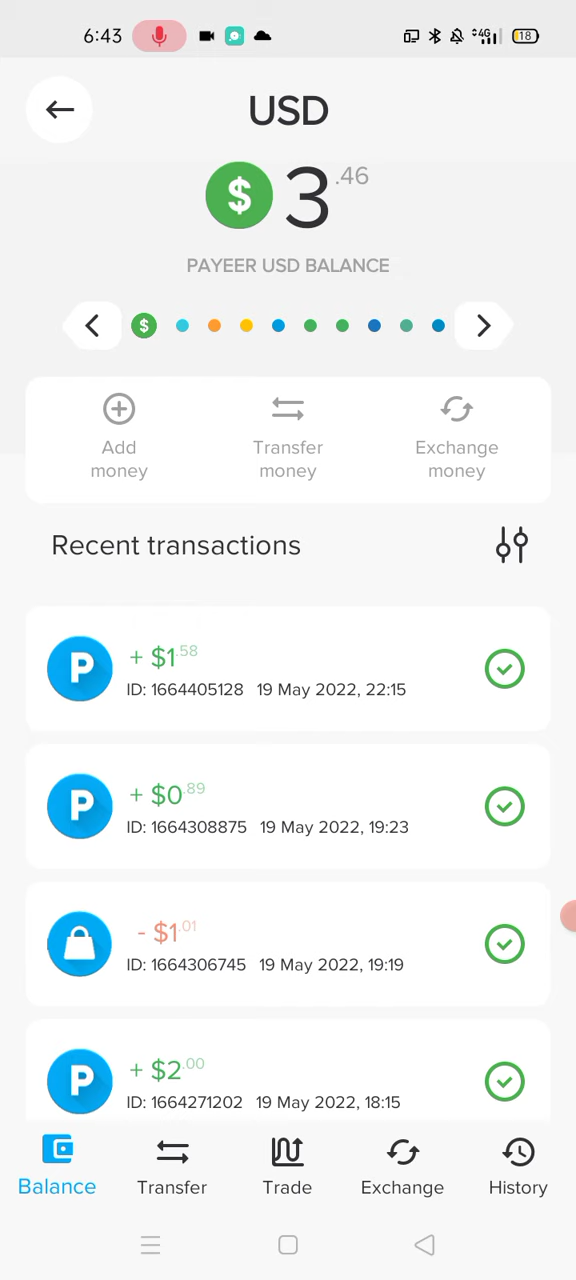 6:43 4G 18
USD
$ 3.46
PAYEER USD BALANCE
$
Add money
Transfer money
Exchange money
Recent transactions
P + $1.58
ID: 1664405128 19 May 2022, 22:15
P + $0.89
ID: 1664308875 19 May 2022, 19:23
- $1.01
ID: 1664306745 19 May 2022, 19:19
P + $2.00
ID: 1664271202 19 May 2022, 18:15
Balance Transfer Trade Exchange History